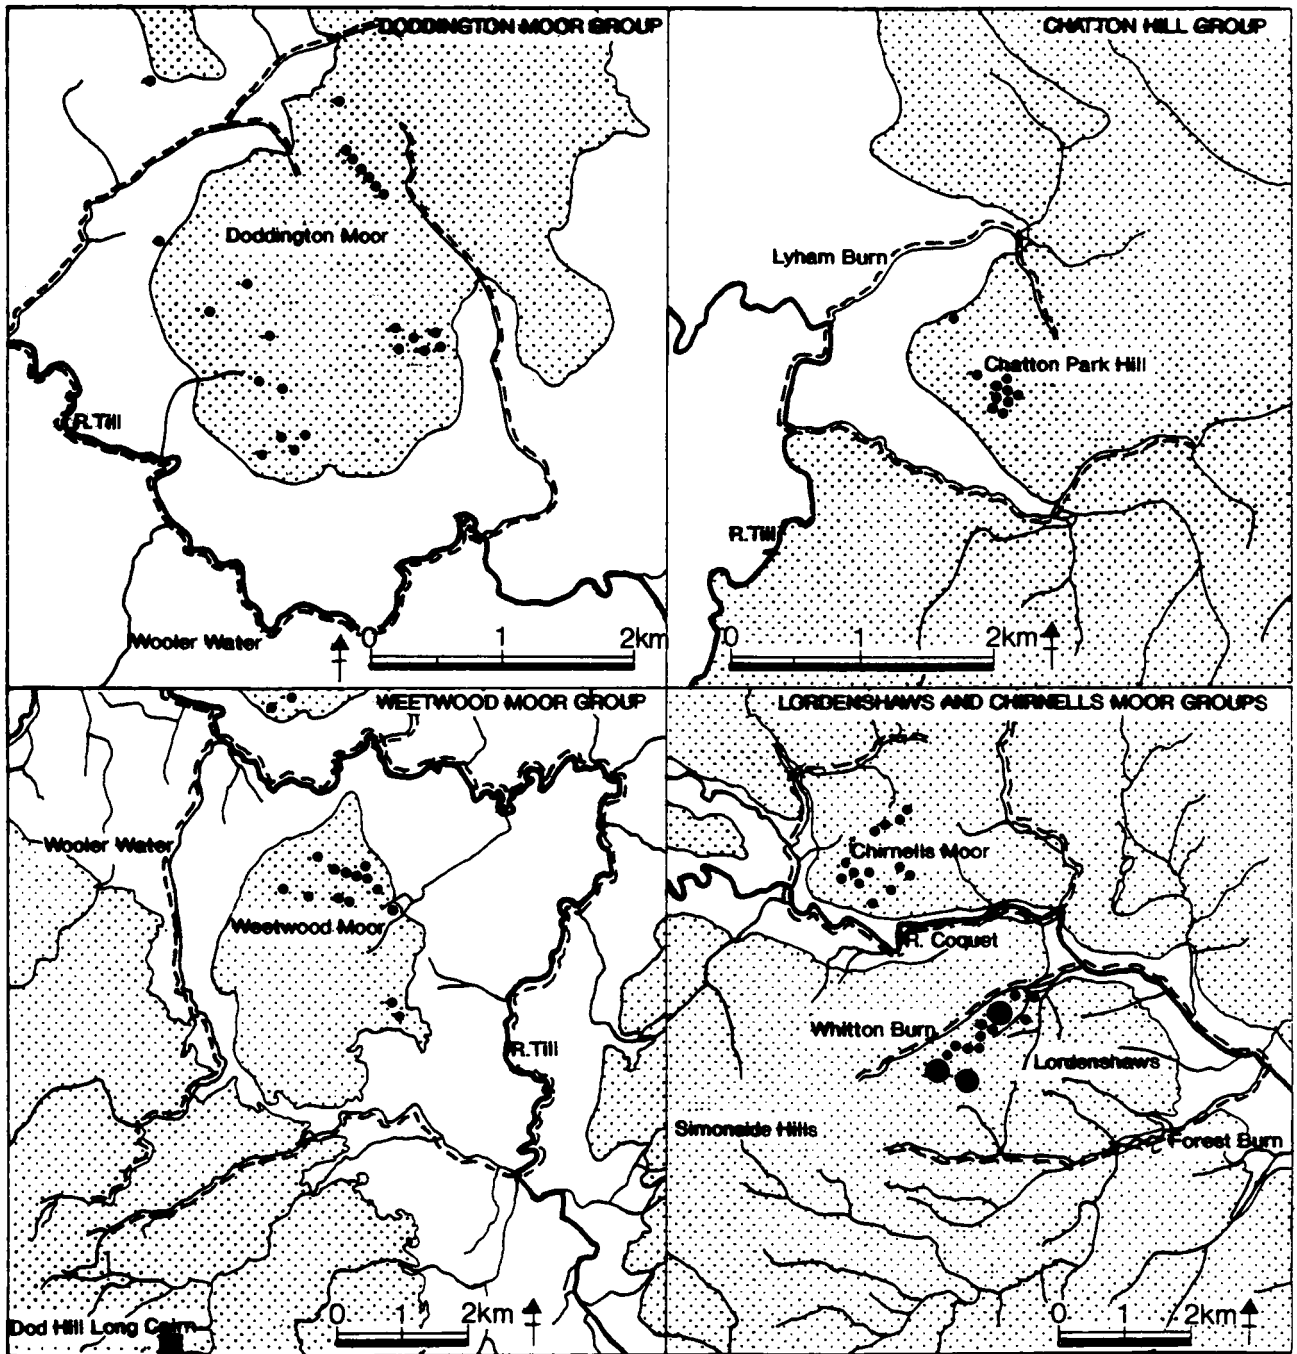 DODDINGTON MOOR GROUP
Doddington Moor
R.Till
Wooler Water
0 1 2km
CHATTON HILL GROUP
Lyham Burn
Chatton Park Hill
R.Till
0 1 2km
WEETWOOD MOOR GROUP
Wooler Water
Weetwood Moor
R.Till
Dod Hill Long Cairn
0 1 2km
LORDENSHAWS AND CHIRNELLS MOOR GROUPS
Chirnells Moor
R. Coquet
Whitton Burn
Lordenshaws
Simonside Hills
Forest Burn
0 1 2km